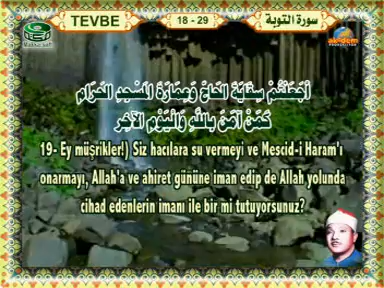 TEVBE
18 - 29
سورة التوبة
أَجَعَلْتُمْ سِقَايَةَ الْحَاجِّ وَعِمَارَةَ الْمَسْجِدِ الْحَرَامِ
كَمَنْ آمَنَ بِاللَّهِ وَالْيَوْمِ الْآخِرِ
19- Ey müşrikler!) Siz hacılara su vermeyi ve Mescid-i Haram'ı
onarmayı, Allah'a ve ahiret gününe iman edip de Allah yolunda
cihad edenlerin imanı ile bir mi tutuyorsunuz?